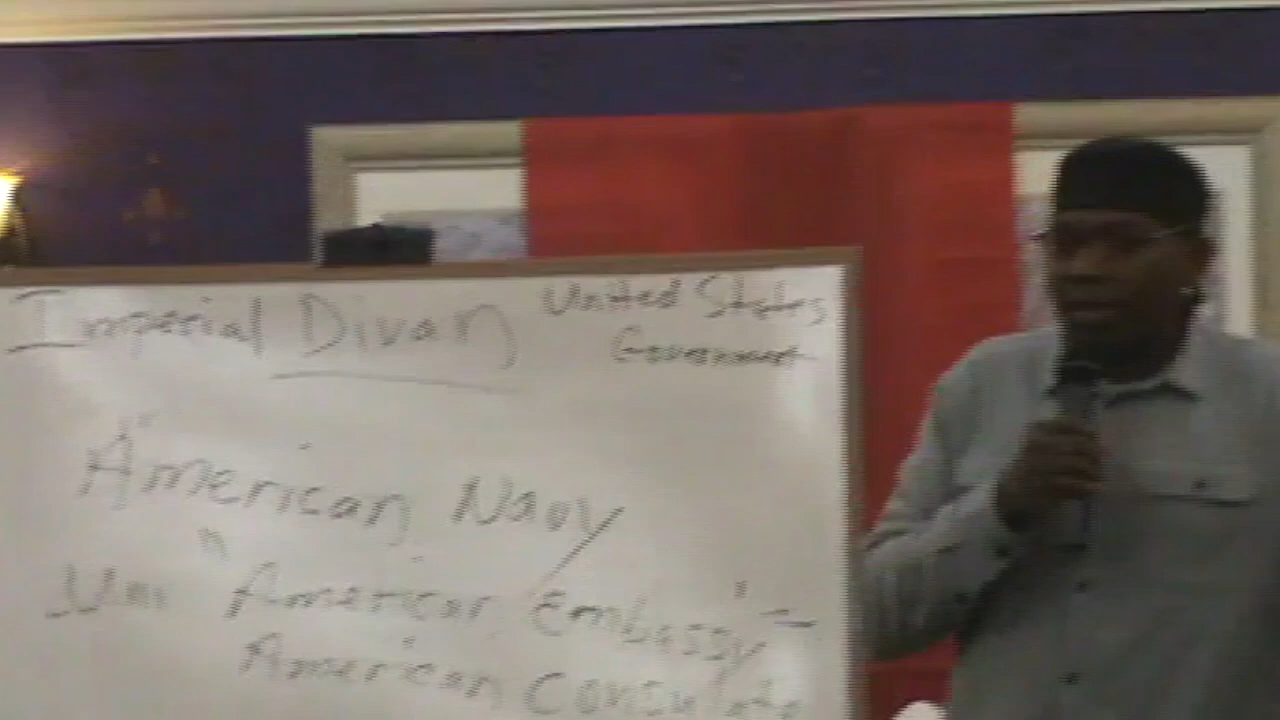 Imperial Divan
United States
Government
American Navy
American Embassy
American Consulate